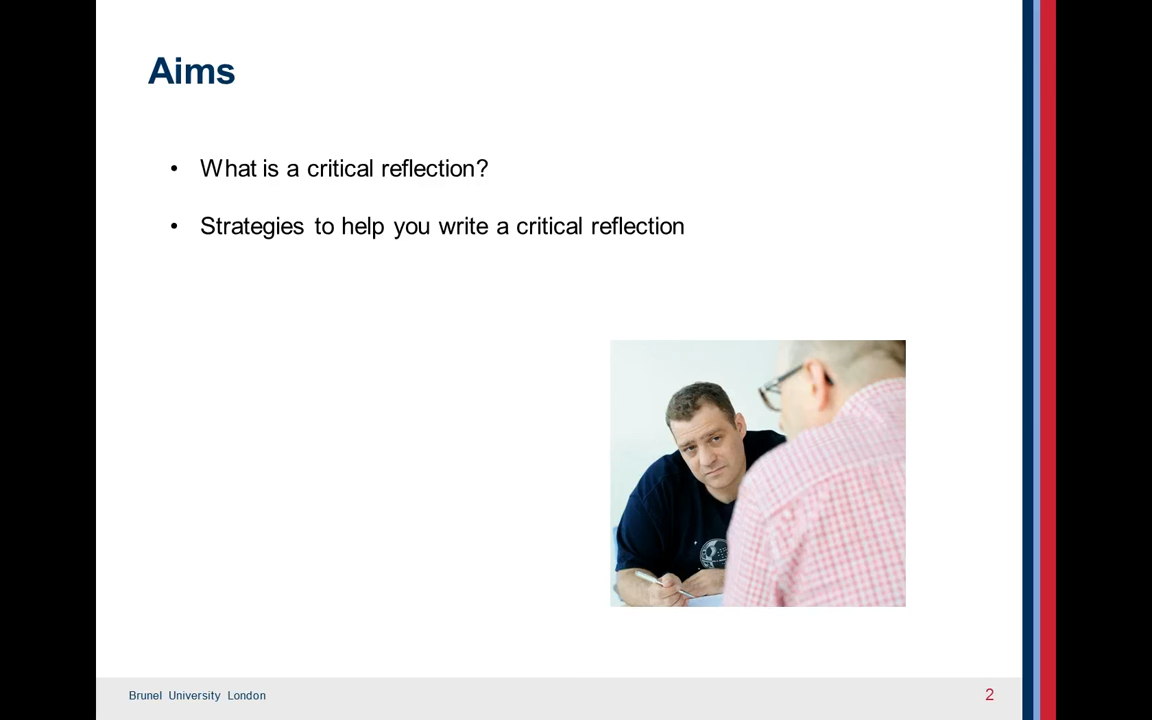 Aims
• What is a critical reflection?
• Strategies to help you write a critical reflection
Brunel University London
2